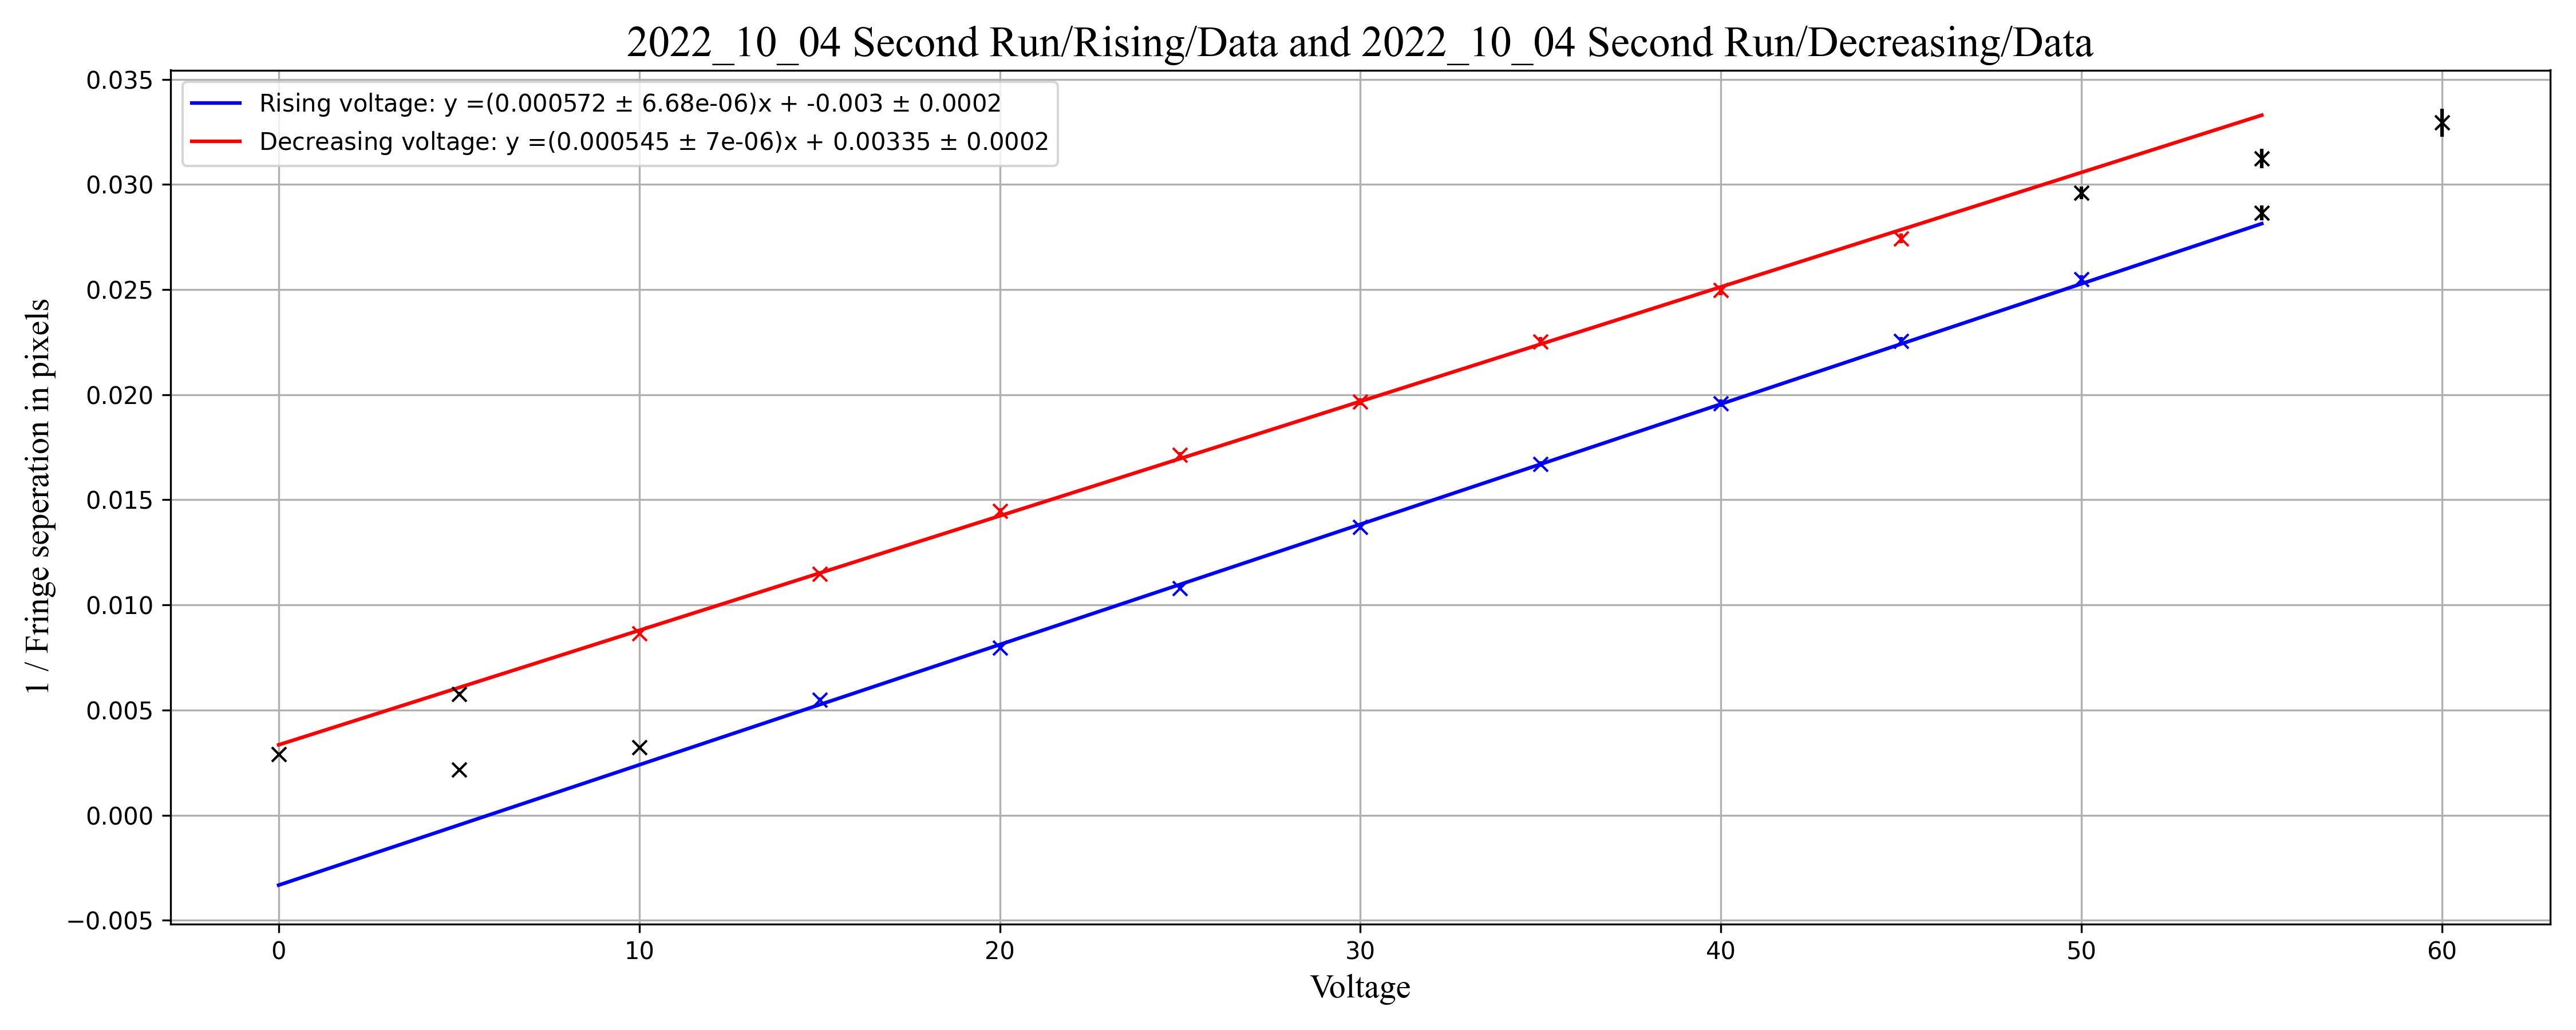 2022_10_04 Second Run/Rising/Data and 2022_10_04 Second Run/Decreasing/Data
Rising voltage: y =(0.000572 ± 6.68e-06)x + -0.003 ± 0.0002
Decreasing voltage: y =(0.000545 ± 7e-06)x + 0.00335 ± 0.0002
1 / Fringe seperation in pixels
0.035
0.030
0.025
0.020
0.015
0.010
0.005
0.000
−0.005
0 10 20 30 40 50 60
Voltage